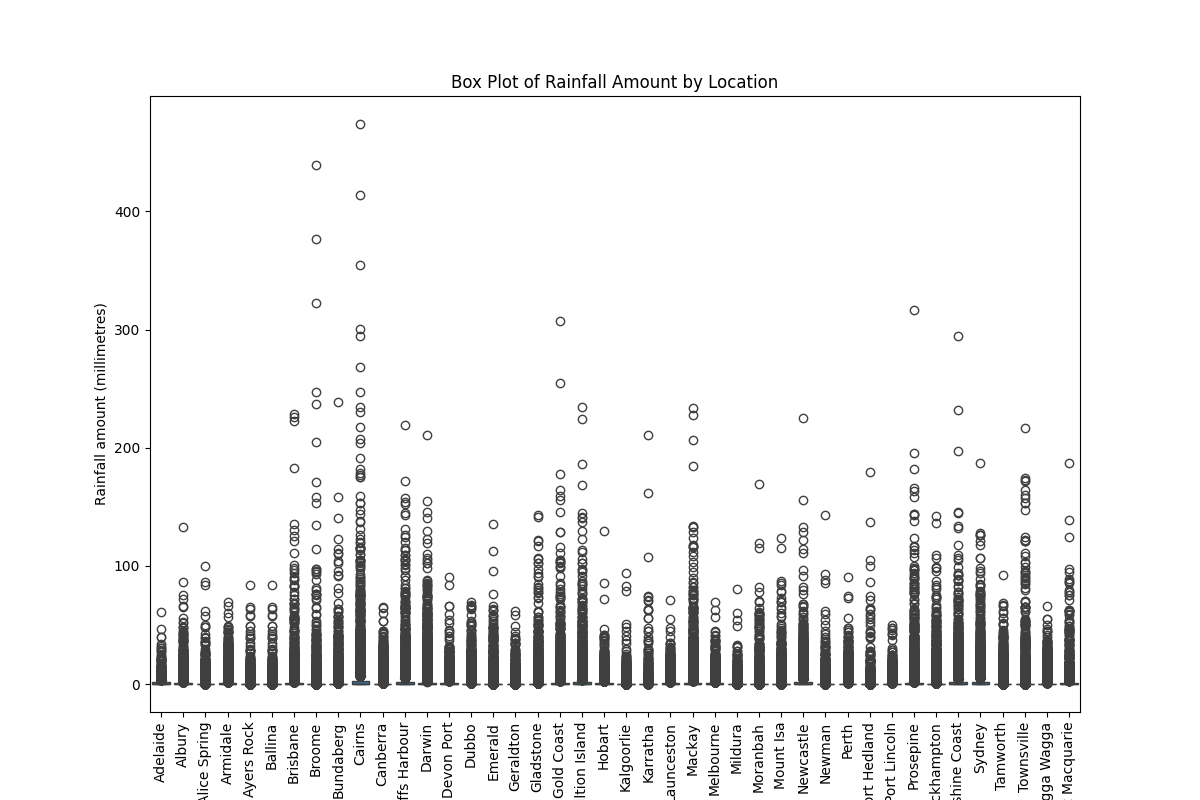 Box Plot of Rainfall Amount by Location
Rainfall amount (millimetres)
400
300
200
100
0
Adelaide
Albury
Alice Spring
Armidale
Ayers Rock
Ballina
Brisbane
Broome
Bundaberg
Cairns
Canberra
ffs Harbour
Darwin
Devon Port
Dubbo
Emerald
Geraldton
Gladstone
Gold Coast
ltion Island
Hobart
Kalgoorlie
Karratha
Launceston
Mackay
Melbourne
Mildura
Moranbah
Mount Isa
Newcastle
Newman
Perth
ort Hedland
Port Lincoln
Prosepine
ckhampton
shine Coast
Sydney
Tamworth
Townsville
gga Wagga
Macquarie